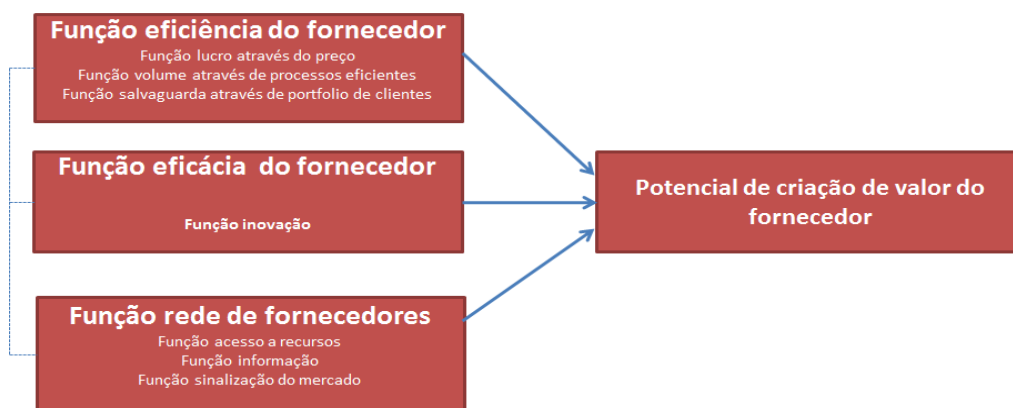 Função eficiência do fornecedor
Função lucro através do preço
Função volume através de processos eficientes
Função salvaguarda através de portfolio de clientes
Função eficácia do fornecedor
Função inovação
Função rede de fornecedores
Função acesso a recursos
Função informação
Função sinalização do mercado
Potencial de criação de valor do
fornecedor